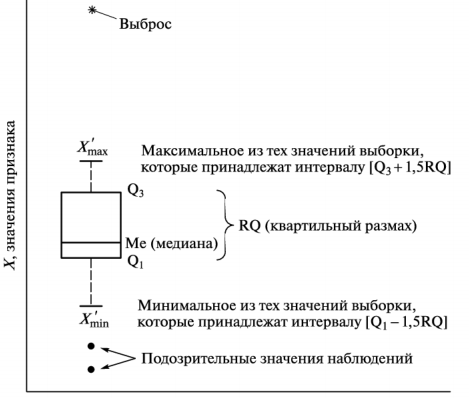 Выброс
X, значения признака
X′max
Максимальное из тех значений выборки,
которые принадлежат интервалу [Q3 + 1,5RQ]
Q3
RQ (квартильный размах)
Me (медиана)
Q1
X′min
Минимальное из тех значений выборки,
которые принадлежат интервалу [Q1 − 1,5RQ]
Подозрительные значения наблюдений